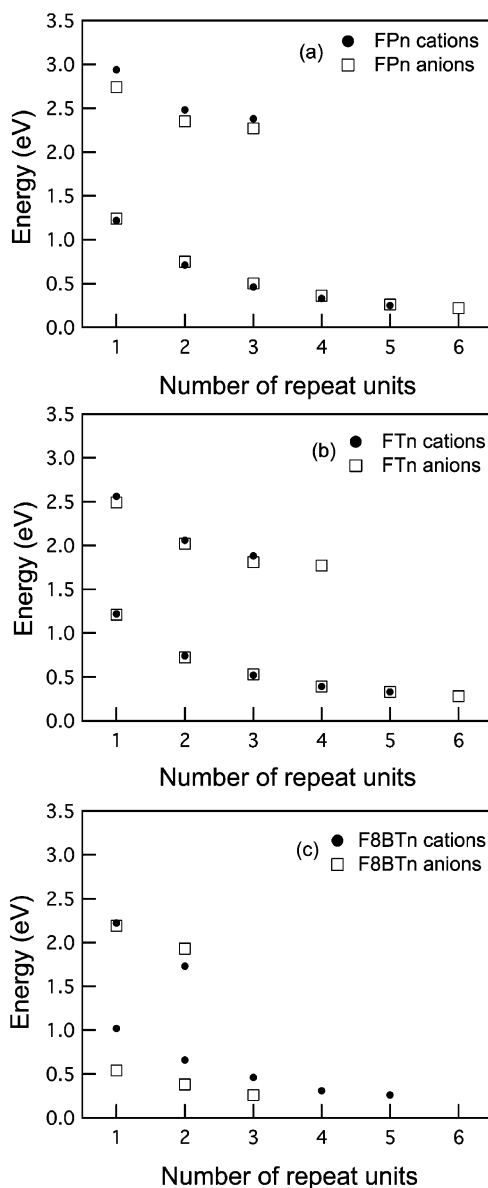 3.5
3.0
2.5
2.0
1.5
1.0
0.5
0.0
Energy (eV)
(a)
FPn cations
FPn anions
1 2 3 4 5 6
Number of repeat units
3.5
3.0
2.5
2.0
1.5
1.0
0.5
0.0
Energy (eV)
(b)
FTn cations
FTn anions
1 2 3 4 5 6
Number of repeat units
3.5
3.0
2.5
2.0
1.5
1.0
0.5
0.0
Energy (eV)
(c)
F8BTn cations
F8BTn anions
1 2 3 4 5 6
Number of repeat units